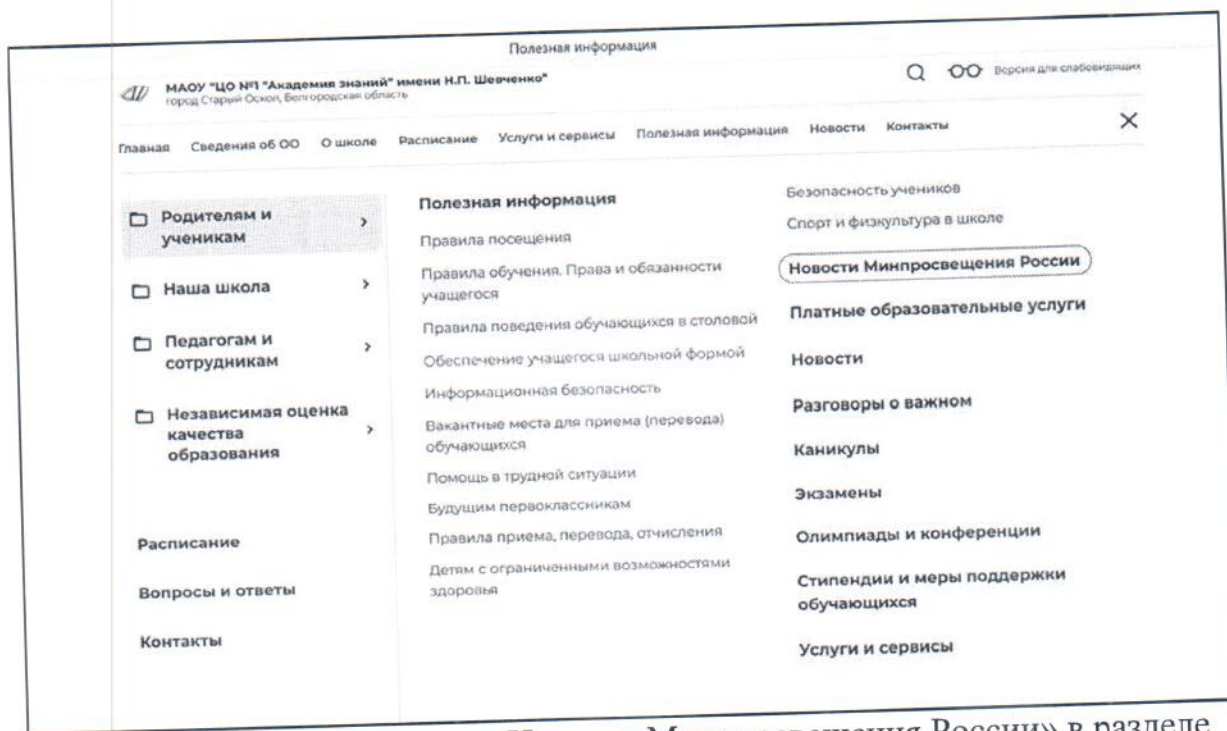 Полезная информация
МАОУ "ЦО №1 "Академия знаний" имени Н.П. Шевченко"
город Старый Оскол, Белгородская область
Версия для слабовидящих
Главная Сведения об ОО О школе Расписание Услуги и сервисы Полезная информация Новости Контакты
Родителям и
ученикам
Наша школа
Педагогам и
сотрудникам
Независимая оценка
качества
образования
Расписание
Вопросы и ответы
Контакты
Полезная информация
Правила посещения
Правила обучения. Права и обязанности
учащегося
Правила поведения обучающихся в столовой
Обеспечение учащегося школьной формой
Информационная безопасность
Вакантные места для приема (перевода)
обучающихся
Помощь в трудной ситуации
Будущим первоклассникам
Правила приема, перевода, отчисления
Детям с ограниченными возможностями
здоровья
Безопасность учеников
Спорт и физкультура в школе
Новости Минпросвещения России
Платные образовательные услуги
Новости
Разговоры о важном
Каникулы
Экзамены
Олимпиады и конференции
Стипендии и меры поддержки
обучающихся
Услуги и сервисы
Минпросвещения России» в разделе